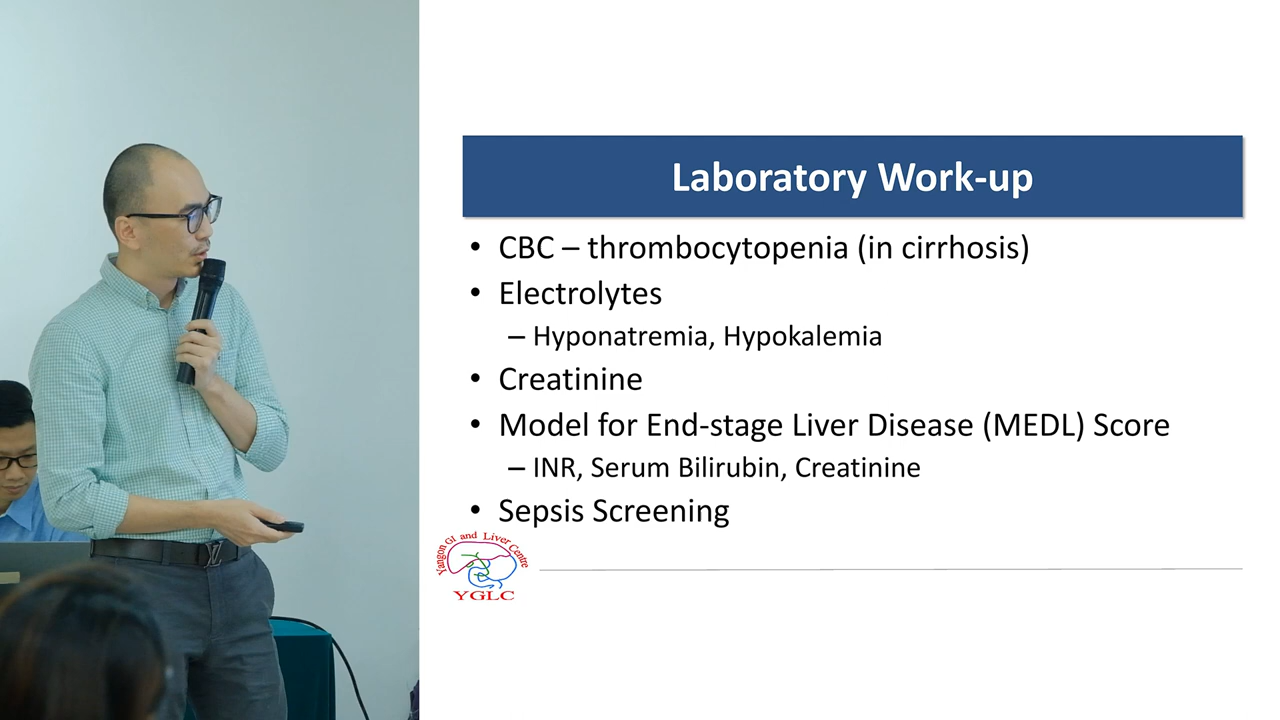 Laboratory Work-up
• CBC – thrombocytopenia (in cirrhosis)
• Electrolytes
– Hyponatremia, Hypokalemia
• Creatinine
• Model for End-stage Liver Disease (MEDL) Score
– INR, Serum Bilirubin, Creatinine
• Sepsis Screening
Yangon GI and Liver Centre
YGLC